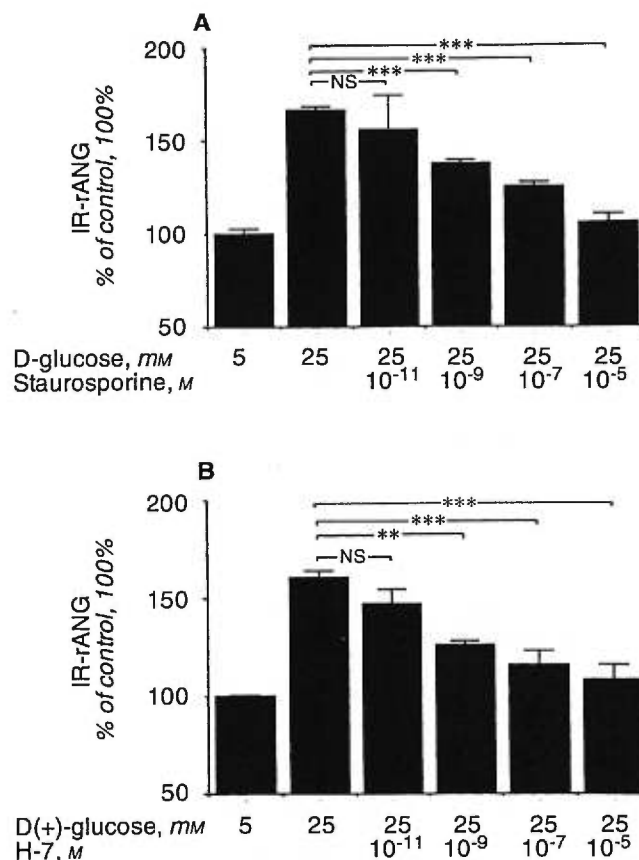 A
200
150
100
50
IR-rANG
% of control, 100%
***
***
***
NS
D-glucose, mM 5 25 25 25 25 25
Staurosporine, M 10⁻¹¹ 10⁻⁹ 10⁻⁷ 10⁻⁵
B
200
150
100
50
IR-rANG
% of control, 100%
***
***
**
NS
D(+)-glucose, mM 5 25 25 25 25 25
H-7, M 10⁻¹¹ 10⁻⁹ 10⁻⁷ 10⁻⁵